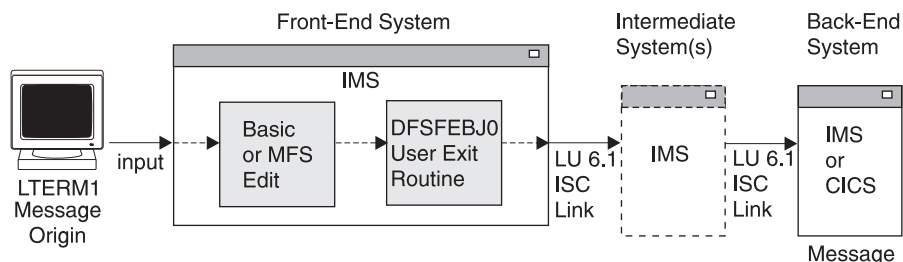 Front-End System
Intermediate
System(s)
Back-End
System
IMS
Basic
or MFS
Edit
DFSFEBJ0
User Exit
Routine
input
LTERM1
Message
Origin
LU 6.1
ISC
Link
IMS
LU 6.1
ISC
Link
IMS
or
CICS
Message